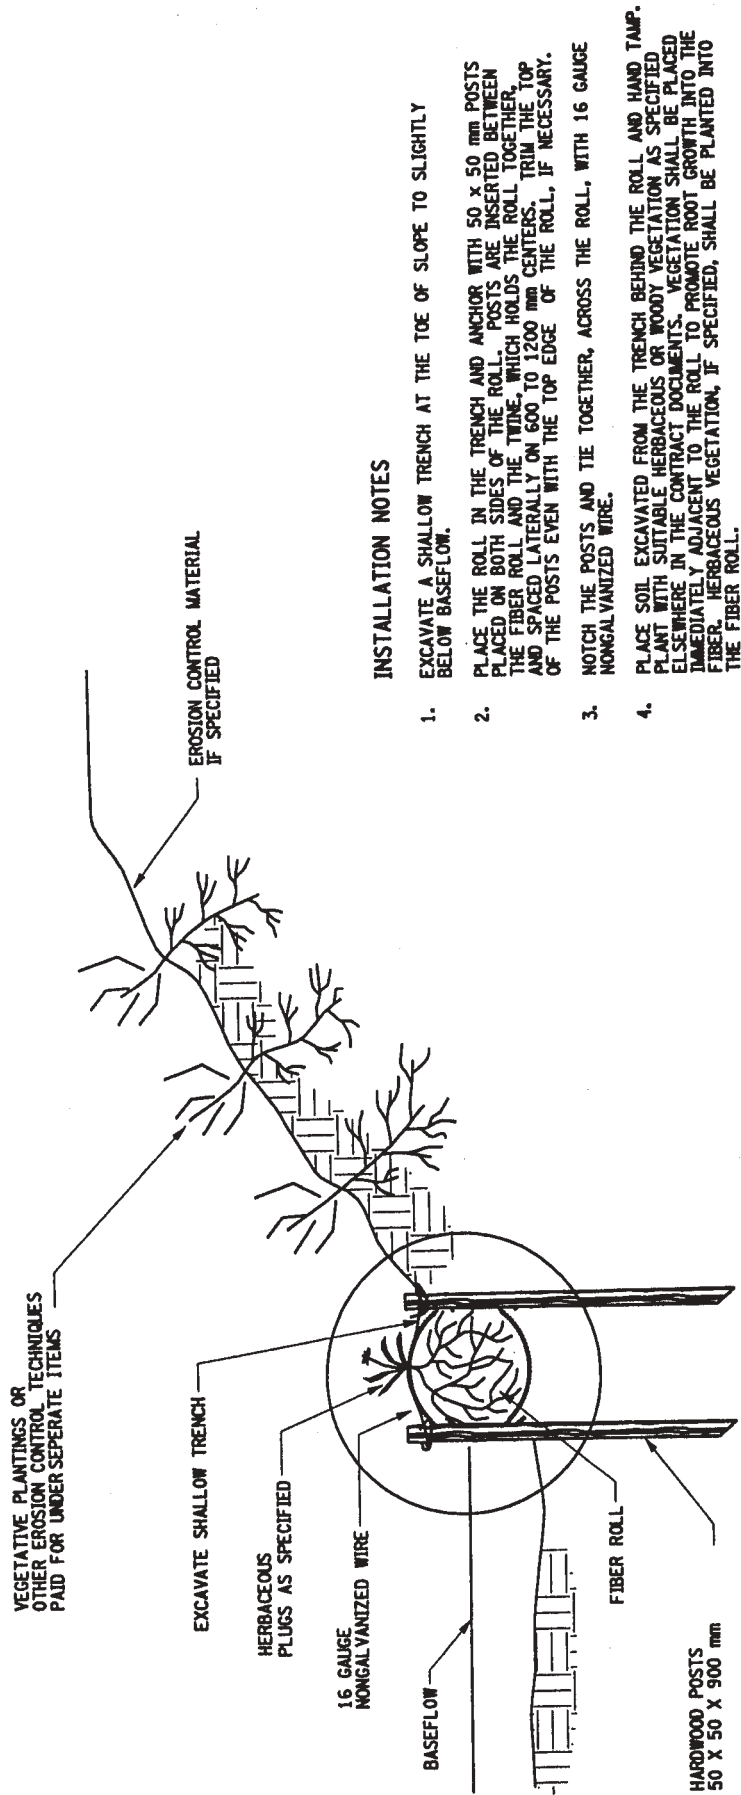 VEGETATIVE PLANTINGS OR
OTHER EROSION CONTROL TECHNIQUES
PAID FOR UNDER SEPERATE ITEMS
EXCAVATE SHALLOW TRENCH
HERBACEOUS
PLUGS AS SPECIFIED
16 GAUGE
NONGALVANIZED WIRE
BASEFLOW
FIBER ROLL
HARDWOOD POSTS
50 X 50 X 900 mm
EROSION CONTROL MATERIAL
IF SPECIFIED
INSTALLATION NOTES
1. EXCAVATE A SHALLOW TRENCH AT THE TOE OF SLOPE TO SLIGHTLY
BELOW BASEFLOW.
2. PLACE THE ROLL IN THE TRENCH AND ANCHOR WITH 50 x 50 mm POSTS
PLACED ON BOTH SIDES OF THE ROLL. POSTS ARE INSERTED BETWEEN
THE FIBER ROLL AND THE TWINE, WHICH HOLDS THE ROLL TOGETHER,
AND SPACED LATERALLY ON 600 TO 1200 mm CENTERS. TRIM THE TOP
OF THE POSTS EVEN WITH THE TOP EDGE OF THE ROLL, IF NECESSARY.
3. NOTCH THE POSTS AND TIE TOGETHER, ACROSS THE ROLL, WITH 16 GAUGE
NONGALVANIZED WIRE.
4. PLACE SOIL EXCAVATED FROM THE TRENCH BEHIND THE ROLL AND HAND TAMP.
PLANT WITH SUITABLE HERBACEOUS OR WOODY VEGETATION AS SPECIFIED
ELSEWHERE IN THE CONTRACT DOCUMENTS. VEGETATION SHALL BE PLACED
IMMEDIATELY ADJACENT TO THE ROLL TO PROMOTE ROOT GROWTH INTO THE
FIBER. HERBACEOUS VEGETATION, IF SPECIFIED, SHALL BE PLANTED INTO
THE FIBER ROLL.